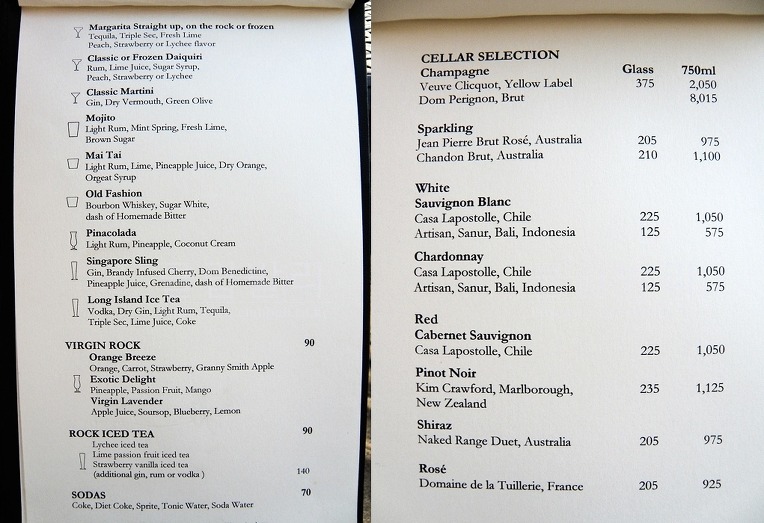 Margarita Straight up, on the rock or frozen
Tequila, Triple Sec, Fresh Lime
Peach, Strawberry or Lychee flavor
Classic or Frozen Daiquiri
Rum, Lime Juice, Sugar Syrup,
Peach, Strawberry or Lychee
Classic Martini
Gin, Dry Vermouth, Green Olive
Mojito
Light Rum, Mint Spring, Fresh Lime,
Brown Sugar
Mai Tai
Light Rum, Lime, Pineapple Juice, Dry Orange,
Orgeat Syrup
Old Fashion
Bourbon Whiskey, Sugar White,
dash of Homemade Bitter
Pinacolada
Light Rum, Pineapple, Coconut Cream
Singapore Sling
Gin, Brandy Infused Cherry, Dom Benedictine,
Pineapple Juice, Grenadine, dash of Homemade Bitter
Long Island Ice Tea
Vodka, Dry Gin, Light Rum, Tequila,
Triple Sec, Lime Juice, Coke
VIRGIN ROCK 90
Orange Breeze
Orange, Carrot, Strawberry, Granny Smith Apple
Exotic Delight
Pineapple, Passion Fruit, Mango
Virgin Lavender
Apple Juice, Soursop, Blueberry, Lemon
ROCK ICED TEA 90
Lychee iced tea
Lime passion fruit iced tea
Strawberry vanilla iced tea
(additional gin, rum or vodka ) 140
SODAS 70
Coke, Diet Coke, Sprite, Tonic Water, Soda Water
CELLAR SELECTION
Champagne Glass 750ml
Veuve Clicquot, Yellow Label 375 2,050
Dom Perignon, Brut 8,015
Sparkling
Jean Pierre Brut Rosé, Australia 205 975
Chandon Brut, Australia 210 1,100
White
Sauvignon Blanc
Casa Lapostolle, Chile 225 1,050
Artisan, Sanur, Bali, Indonesia 125 575
Chardonnay
Casa Lapostolle, Chile 225 1,050
Artisan, Sanur, Bali, Indonesia 125 575
Red
Cabernet Sauvignon
Casa Lapostolle, Chile 225 1,050
Pinot Noir
Kim Crawford, Marlborough, 235 1,125
New Zealand
Shiraz
Naked Range Duet, Australia 205 975
Rosé
Domaine de la Tuillerie, France 205 925